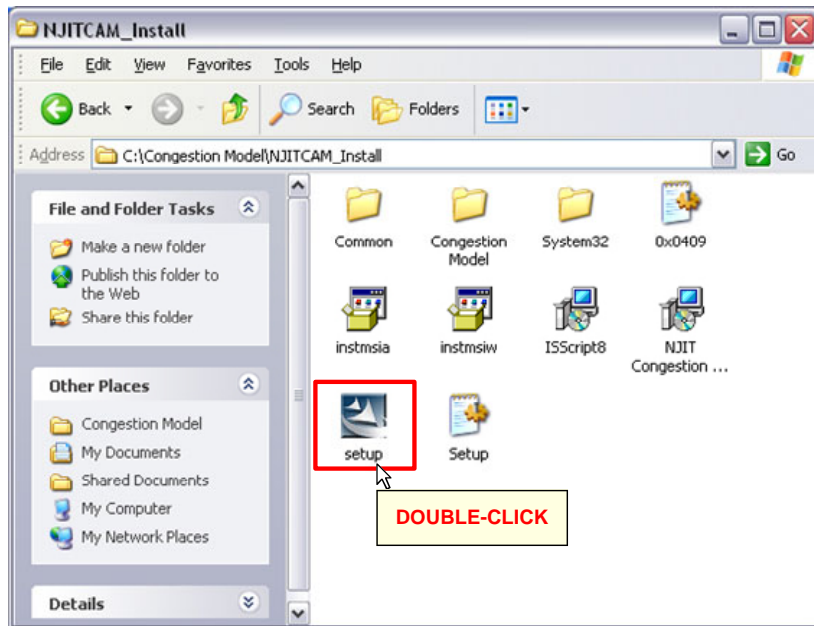 NJITCAM_Install
File Edit View Favorites Tools Help
Back Search Folders
Address C:\Congestion Model\NJITCAM_Install Go
File and Folder Tasks
Make a new folder
Publish this folder to
the Web
Share this folder
Other Places
Congestion Model
My Documents
Shared Documents
My Computer
My Network Places
Details
Common
Congestion
Model
System32
0x0409
instmsia
instmsiw
ISScript8
NJIT
Congestion ...
setup
Setup
DOUBLE-CLICK